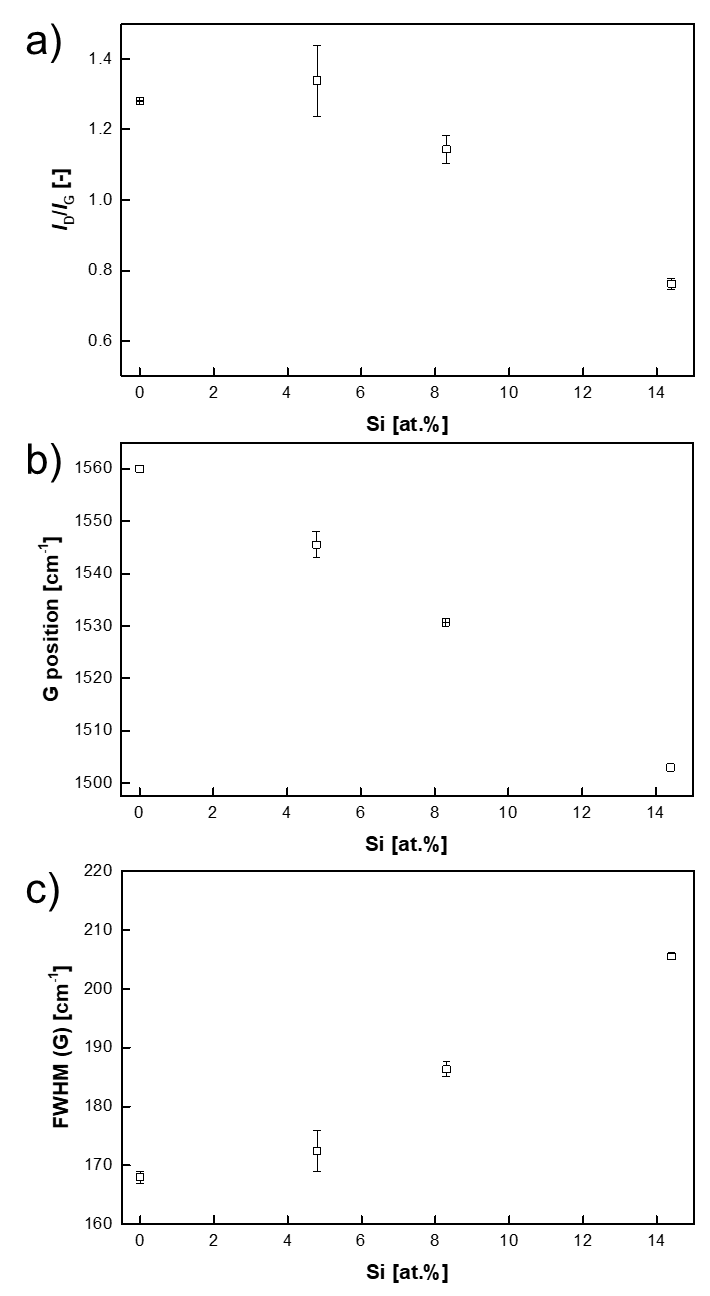 a)
1.4
1.2
1.0
0.8
0.6
I_D/I_G [-]
0 2 4 6 8 10 12 14
Si [at.%]
b)
1560
1550
1540
1530
1520
1510
1500
G position [cm⁻¹]
0 2 4 6 8 10 12 14
Si [at.%]
c)
220
210
200
190
180
170
160
FWHM (G) [cm⁻¹]
0 2 4 6 8 10 12 14
Si [at.%]